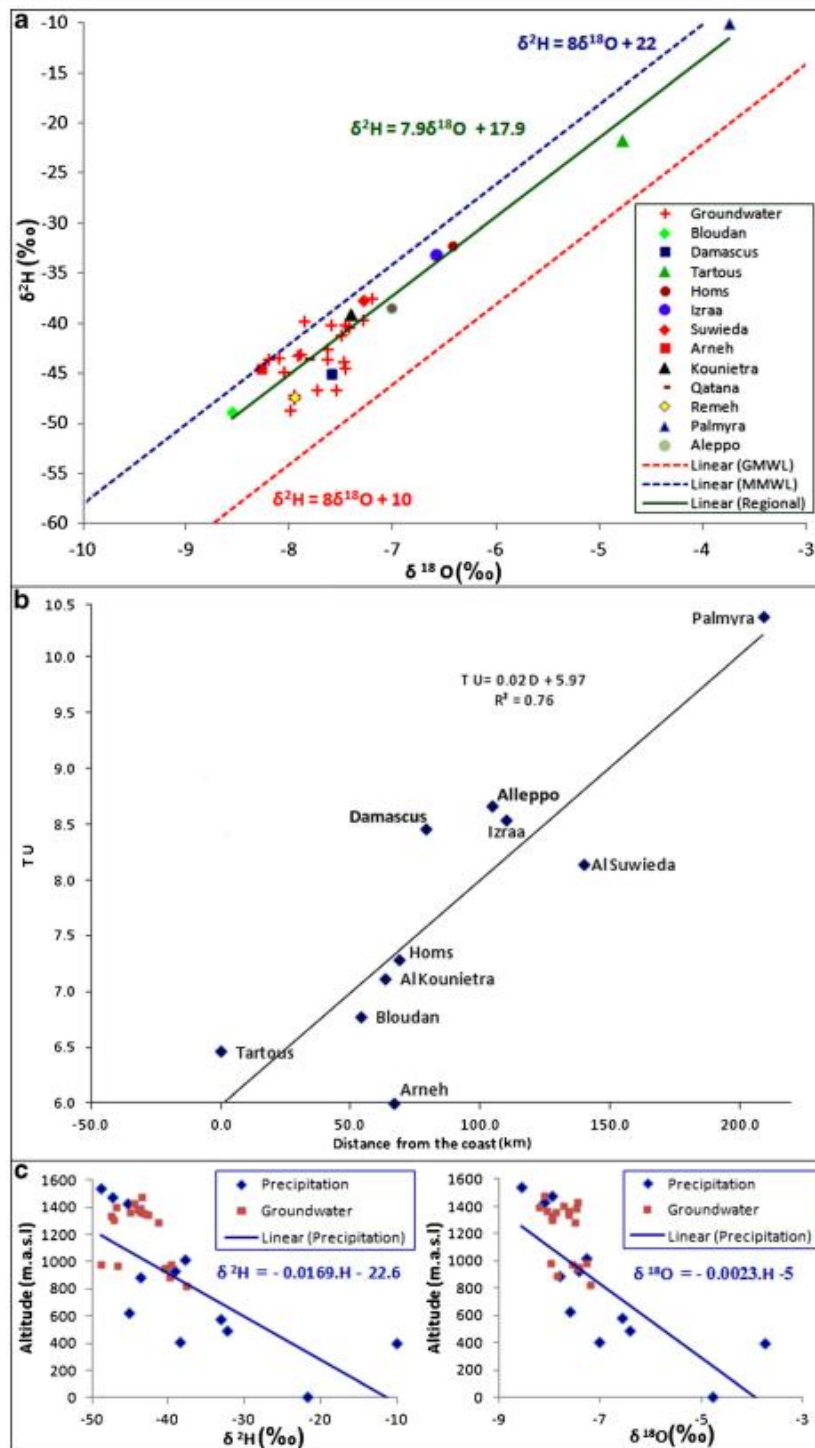 a
-10
-20
-30
-40
-50
-60
δ²H (‰)
δ²H = 8δ¹⁸O + 22
δ²H = 7.9δ¹⁸O + 17.9
δ²H = 8δ¹⁸O + 10
Groundwater
Bloudan
Damascus
Tartous
Homs
Izraa
Suwieda
Arneh
Kounietra
Qatana
Remeh
Palmyra
Aleppo
Linear (GMWL)
Linear (MMWL)
Linear (Regional)
-10 -9 -8 -7 -6 -5 -4 -3
δ ¹⁸ O (‰)
b
10.5
10.0
9.5
9.0
8.5
8.0
7.5
7.0
6.5
6.0
TU
Palmyra
T U = 0.02 D + 5.97
R² = 0.76
Alleppo
Damascus
Izraa
Al Suwieda
Homs
Al Kounietra
Bloudan
Tartous
Arneh
-50.0 0.0 50.0 100.0 150.0 200.0
Distance from the coast (km)
c
1600
1400
1200
1000
800
600
400
200
0
Altitude (m.a.s.l)
Precipitation
Groundwater
Linear (Precipitation)
δ ²H = - 0.0169.H - 22.6
-50 -40 -30 -20 -10
δ ²H (‰)
1600
1400
1200
1000
800
600
400
200
0
Altitude (m.a.s.l)
Precipitation
Groundwater
Linear (Precipitation)
δ ¹⁸O = - 0.0023.H -5
-9 -7 -5 -3
δ ¹⁸O (‰)